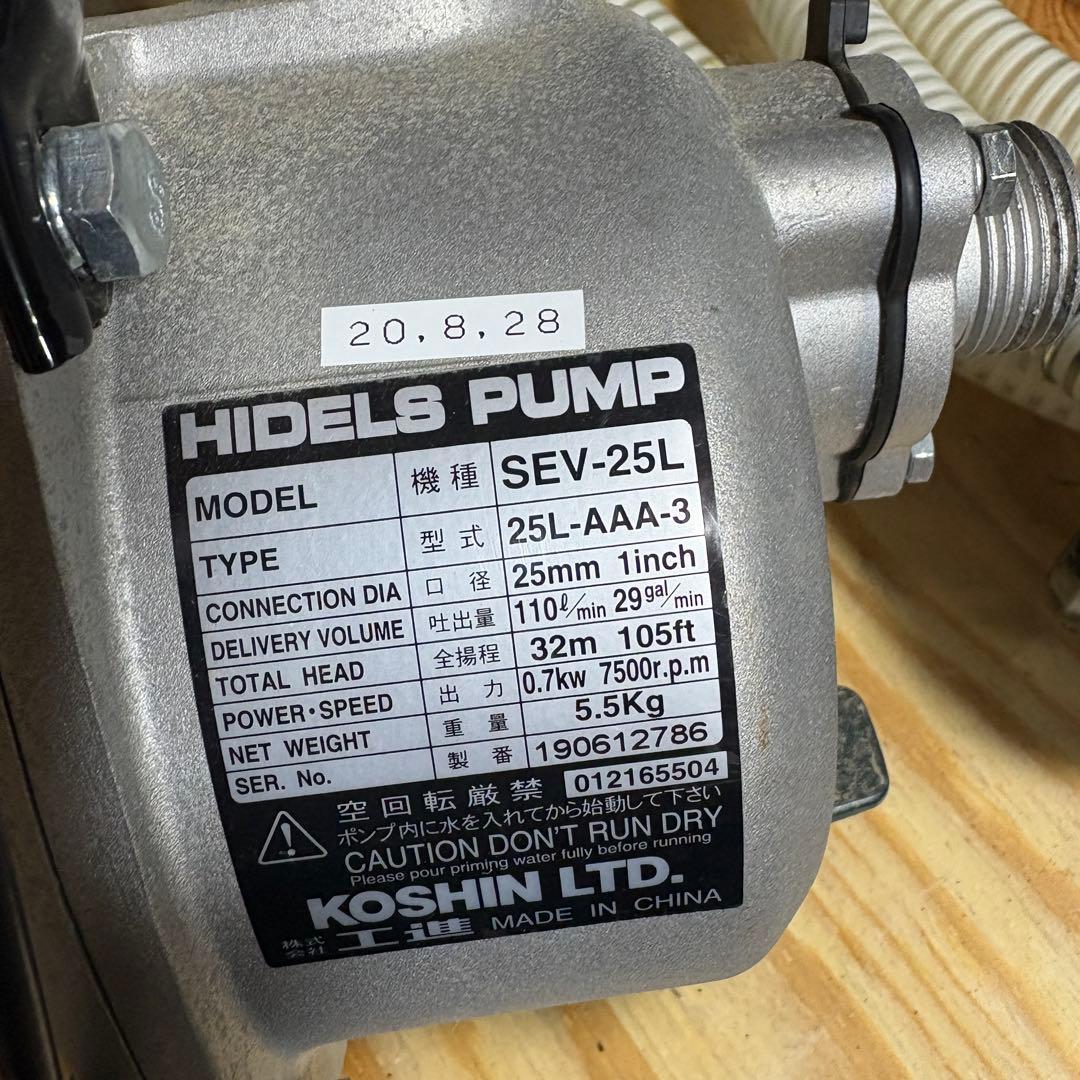 20,8,28
HIDELS PUMP
MODEL 機種 SEV-25L
TYPE 型式 25L-AAA-3
CONNECTION DIA 口径 25mm 1inch
DELIVERY VOLUME 吐出量 110ℓ/min 29gal/min
TOTAL HEAD 全揚程 32m 105ft
POWER・SPEED 出力 0.7kw 7500r.p.m
NET WEIGHT 重量 5.5Kg
SER. No. 製番 190612786
012165504
空回転厳禁
ポンプ内に水を入れてから始動して下さい
CAUTION DON'T RUN DRY
Please pour priming water fully before running
KOSHIN LTD.
株式会社 工進 MADE IN CHINA